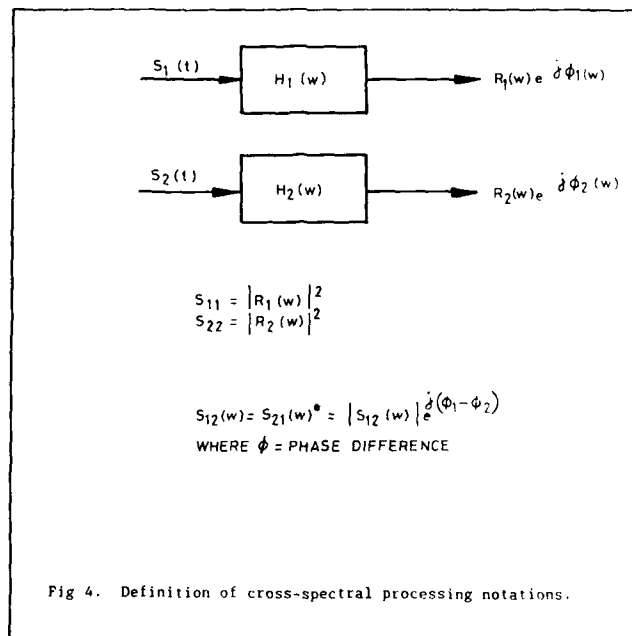 S₁(t)
H₁(w)
R₁(w) e^jϕ₁(w)
S₂(t)
H₂(w)
R₂(w) e^jϕ₂(w)
S₁₁ = |R₁(w)|²
S₂₂ = |R₂(w)|²
S₁₂(w) = S₂₁(w)* = |S₁₂(w)| e^j(ϕ₁-ϕ₂)
WHERE ϕ = PHASE DIFFERENCE
Fig 4. Definition of cross-spectral processing notations.